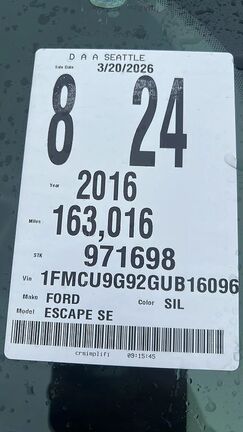 D A A SEATTLE
Sale Date 3/20/2026
8 24
Year 2016
Miles 163,016
STK 971698
Vin 1FMCU9G92GUB16096
Make FORD Color SIL
Model ESCAPE SE
crsimplifi 09:15:45